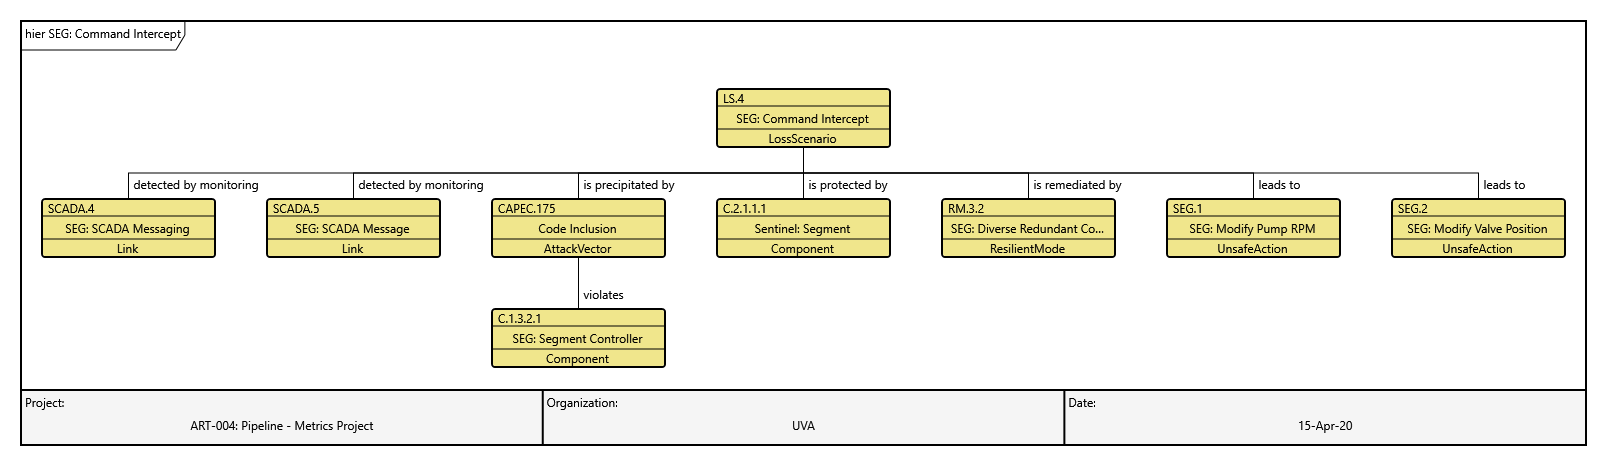 hier SEG: Command Intercept
LS.4
SEG: Command Intercept
LossScenario
detected by monitoring
detected by monitoring
is precipitated by
is protected by
is remediated by
leads to
leads to
SCADA.4
SEG: SCADA Messaging
Link
SCADA.5
SEG: SCADA Message
Link
CAPEC.175
Code Inclusion
AttackVector
C.2.1.1.1
Sentinel: Segment
Component
RM.3.2
SEG: Diverse Redundant Co...
ResilientMode
SEG.1
SEG: Modify Pump RPM
UnsafeAction
SEG.2
SEG: Modify Valve Position
UnsafeAction
violates
C.1.3.2.1
SEG: Segment Controller
Component
Project:
ART-004: Pipeline - Metrics Project
Organization:
UVA
Date:
15-Apr-20